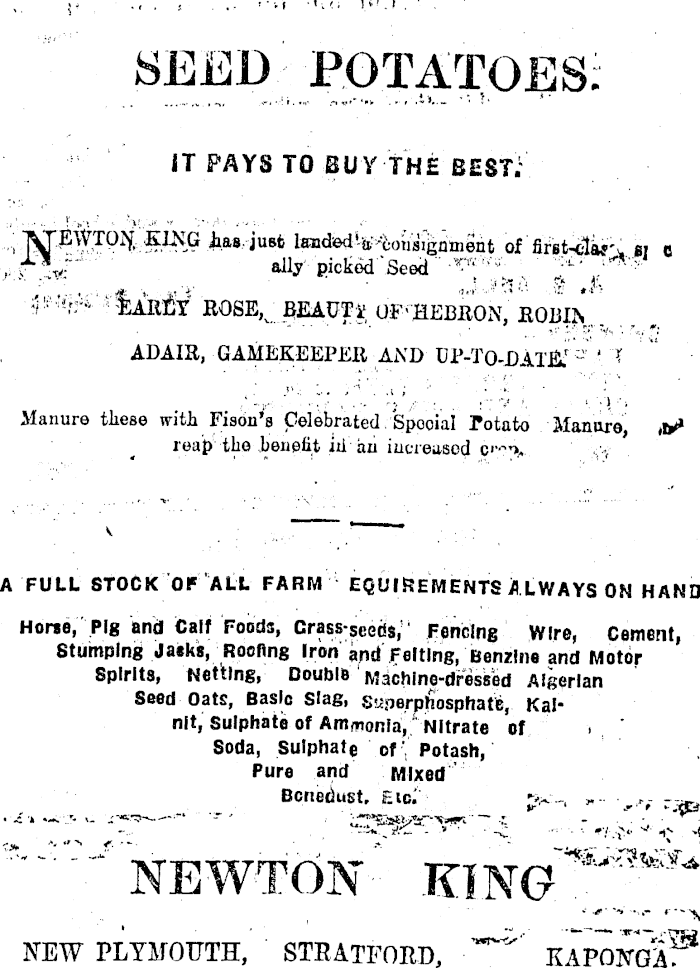 SEED POTATOES.
IT PAYS TO BUY THE BEST.
NEWTON KING has just landed a consignment of first-class,
ally picked Seed
EARLY ROSE, BEAUTY OF HEBRON, ROBIN
ADAIR, GAMEKEEPER AND UP-TO-DATE.
Manure these with Fison's Celebrated Special Potato Manure,
reap the benefit in an increased crop.
A FULL STOCK OF ALL FARM EQUIREMENTS ALWAYS ON HAND
Horse, Pig and Calf Foods, Grass-seeds, Fencing Wire, Cement,
Stumping Jacks, Roofing Iron and Felting, Benzine and Motor
Spirits, Netting, Double Machine-dressed Algerian
Seed Oats, Basic Slag, Superphosphate, Kai-
nit, Sulphate of Ammonia, Nitrate of
Soda, Sulphate of Potash,
Pure and Mixed
Bonedust, Etc.
NEWTON KING
NEW PLYMOUTH, STRATFORD, KAPONGA.